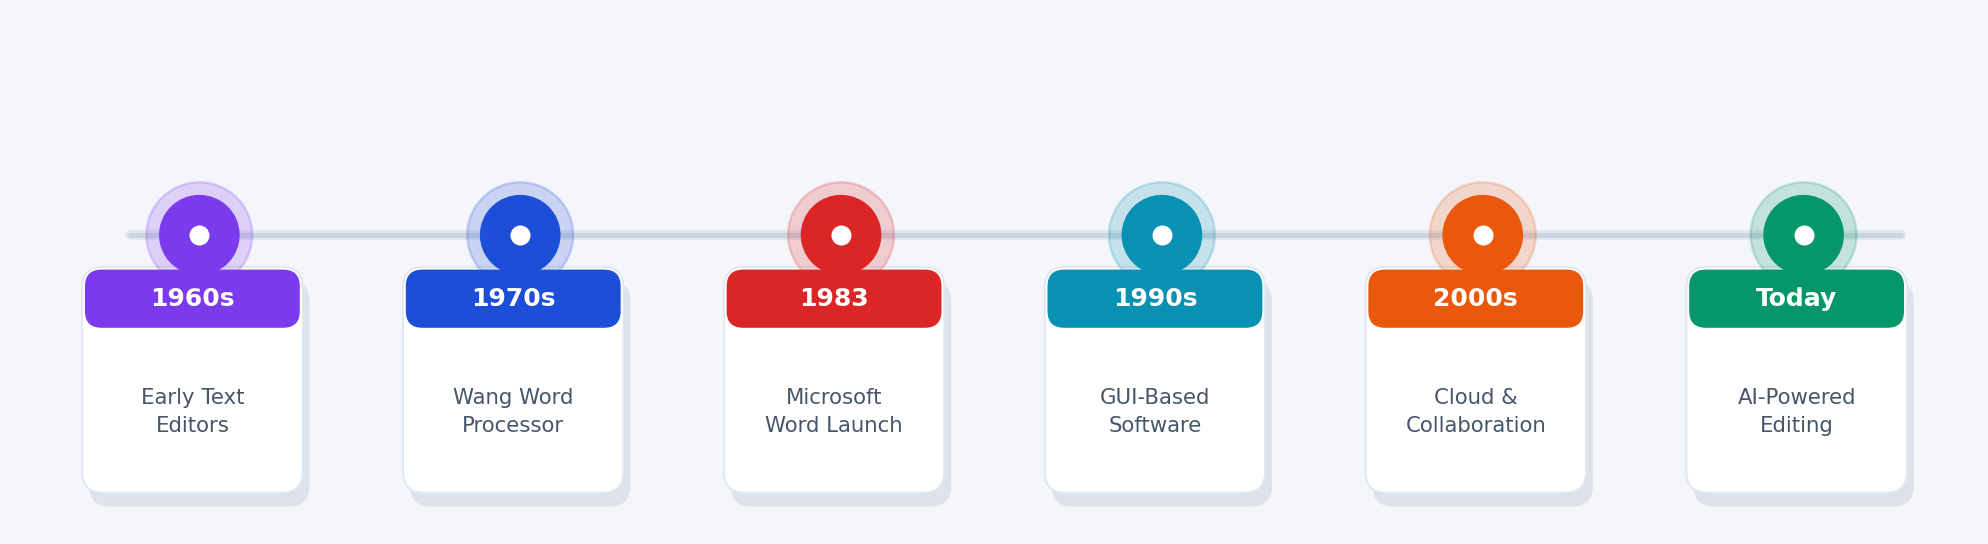 1960s
Early Text
Editors
1970s
Wang Word
Processor
1983
Microsoft
Word Launch
1990s
GUI-Based
Software
2000s
Cloud &
Collaboration
Today
AI-Powered
Editing